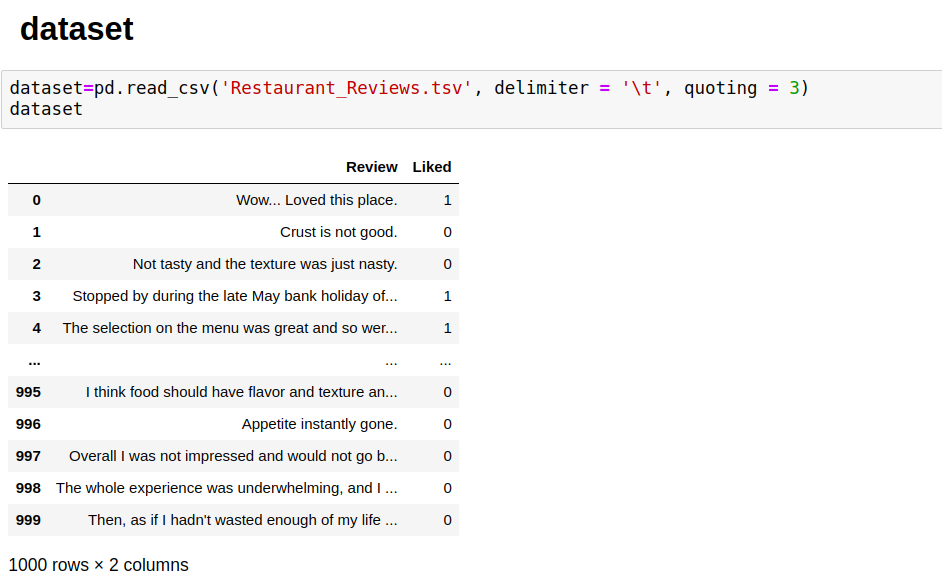 dataset
dataset=pd.read_csv('Restaurant_Reviews.tsv', delimiter = '\t', quoting = 3)
dataset
Review Liked
0 Wow... Loved this place. 1
1 Crust is not good. 0
2 Not tasty and the texture was just nasty. 0
3 Stopped by during the late May bank holiday of... 1
4 The selection on the menu was great and so wer... 1
... ... ...
995 I think food should have flavor and texture an... 0
996 Appetite instantly gone. 0
997 Overall I was not impressed and would not go b... 0
998 The whole experience was underwhelming, and I ... 0
999 Then, as if I hadn't wasted enough of my life ... 0
1000 rows × 2 columns